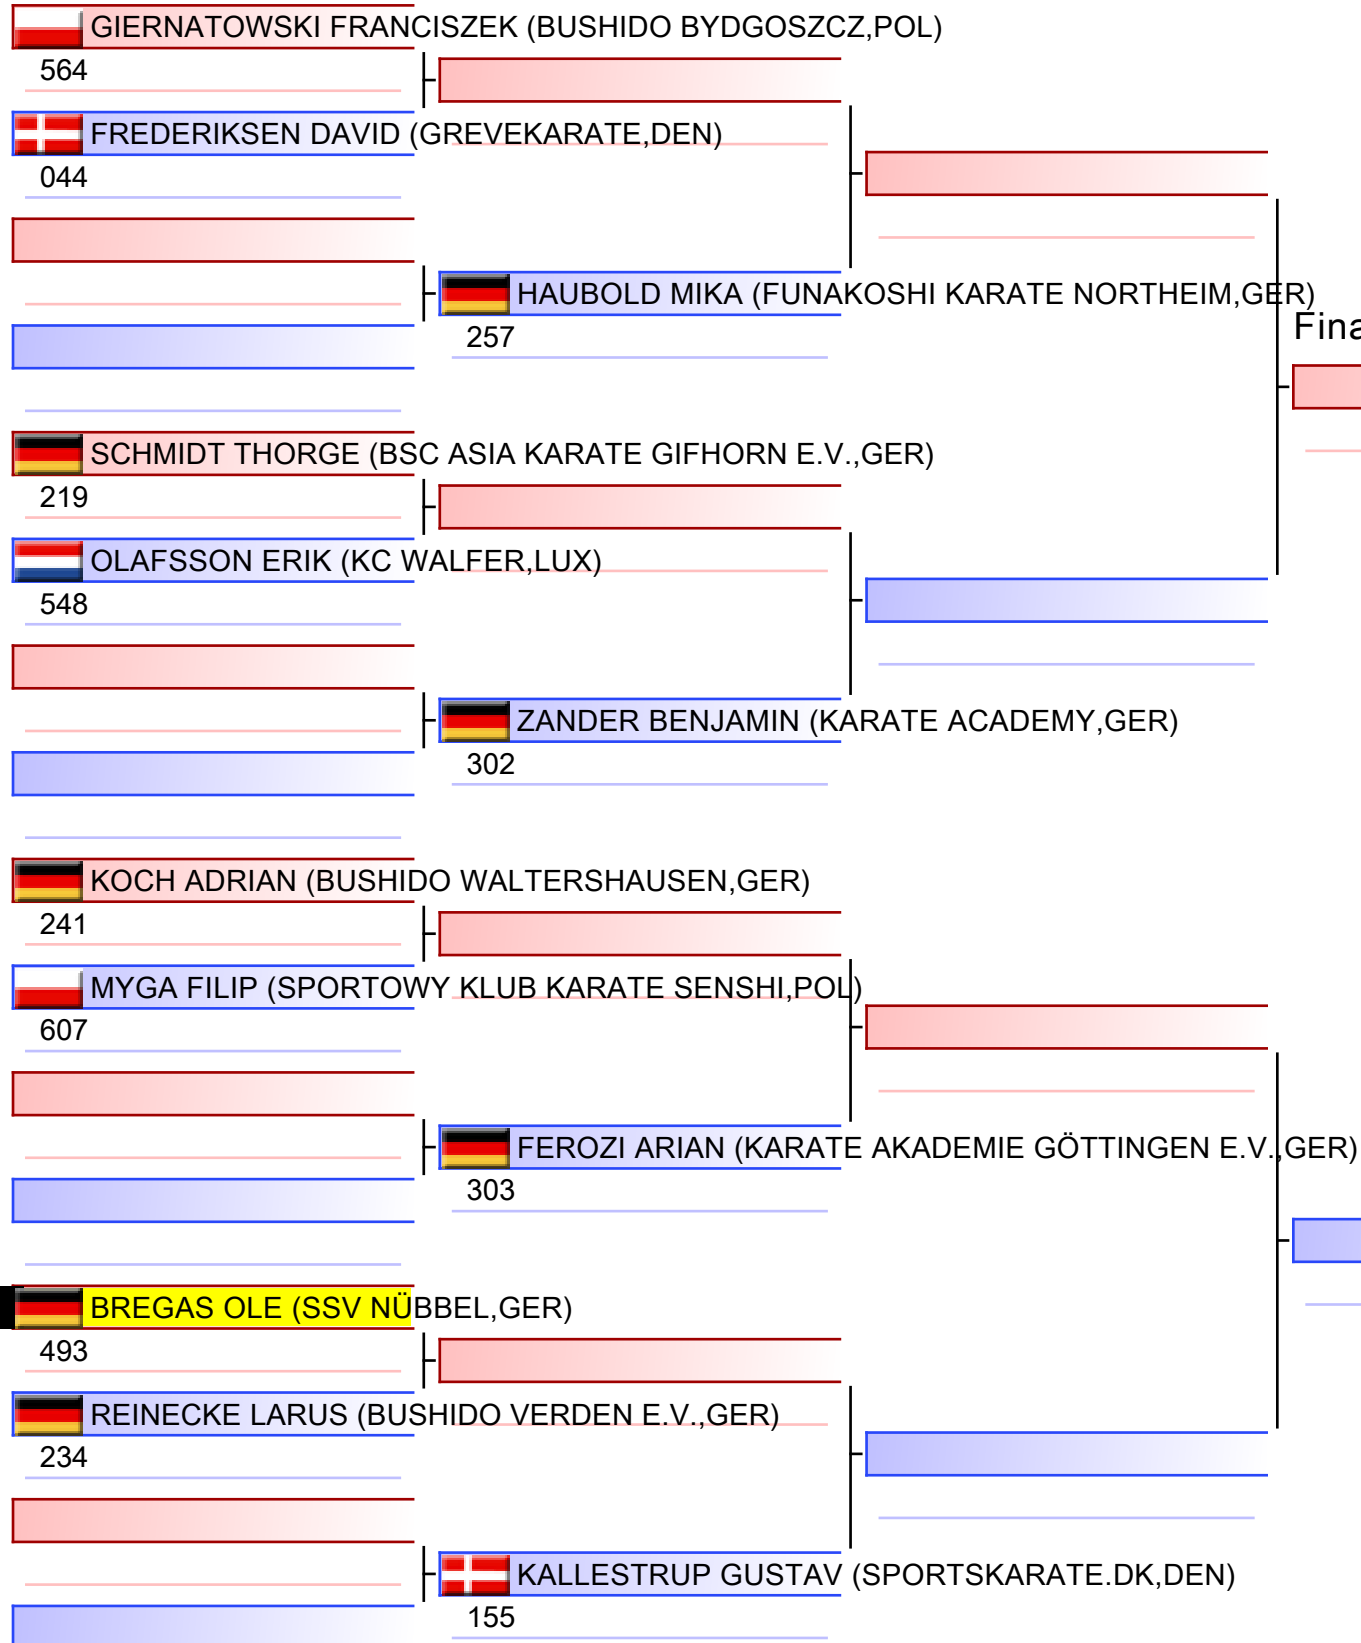 GIERNATOWSKI FRANCISZEK (BUSHIDO BYDGOSZCZ,POL)
564
FREDERIKSEN DAVID (GREVEKARATE,DEN)
044
HAUBOLD MIKA (FUNAKOSHI KARATE NORTHEIM,GER)
257
Fina
SCHMIDT THORGE (BSC ASIA KARATE GIFHORN E.V.,GER)
219
OLAFSSON ERIK (KC WALFER,LUX)
548
ZANDER BENJAMIN (KARATE ACADEMY,GER)
302
KOCH ADRIAN (BUSHIDO WALTERSHAUSEN,GER)
241
MYGA FILIP (SPORTOWY KLUB KARATE SENSHI,POL)
607
FEROZI ARIAN (KARATE AKADEMIE GÖTTINGEN E.V.,GER)
303
BREGAS OLE (SSV NÜBBEL,GER)
493
REINECKE LARUS (BUSHIDO VERDEN E.V.,GER)
234
KALLESTRUP GUSTAV (SPORTSKARATE.DK,DEN)
155